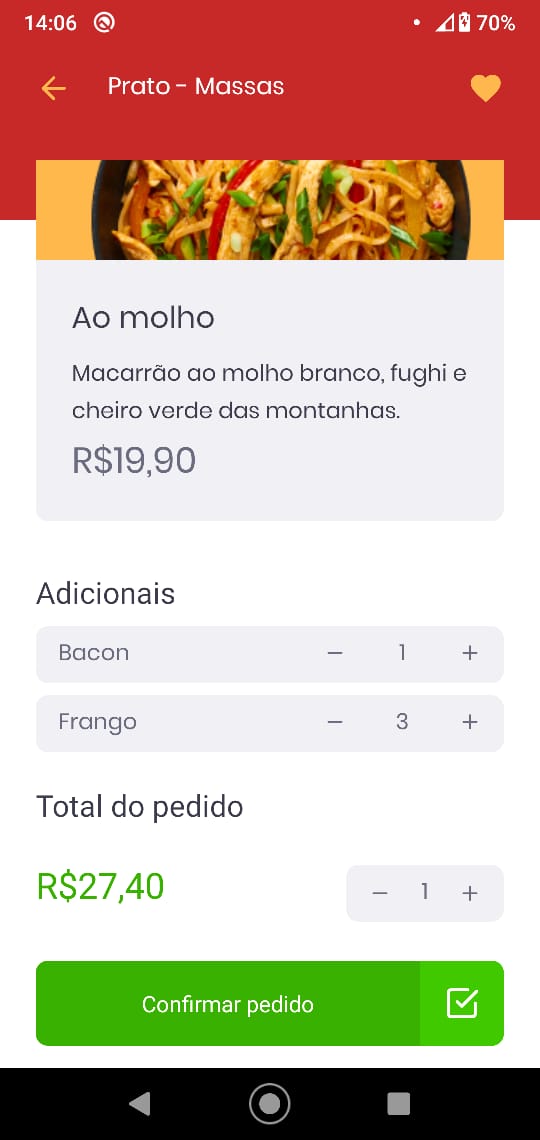 14:06 70%
Prato - Massas
Ao molho
Macarrão ao molho branco, fughi e
cheiro verde das montanhas.
R$19,90
Adicionais
Bacon − 1 +
Frango − 3 +
Total do pedido
R$27,40 − 1 +
Confirmar pedido